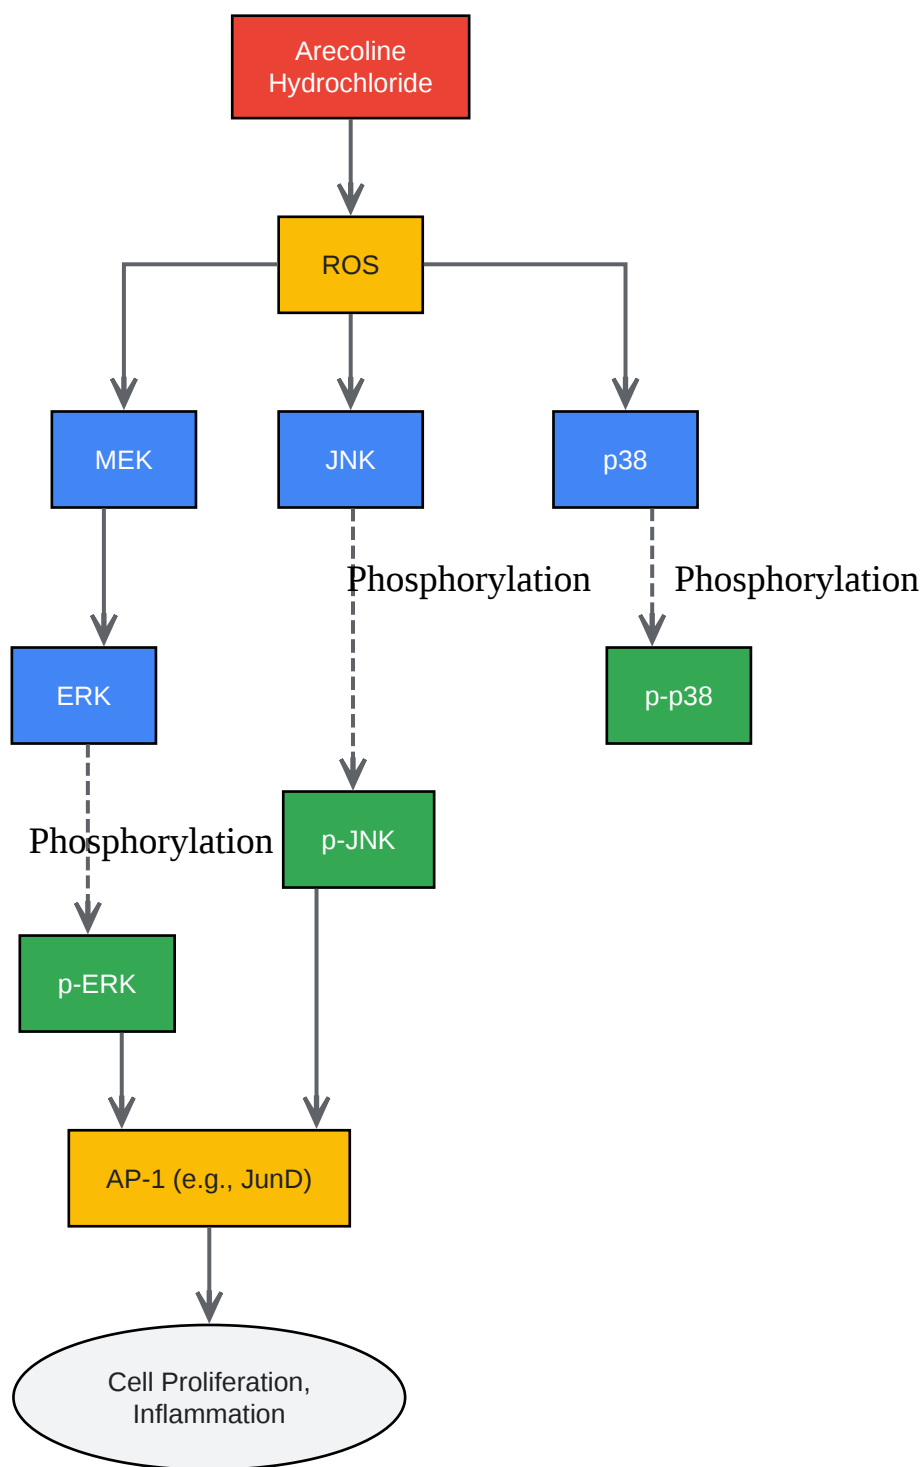 Arecoline
Hydrochloride
ROS
MEK
JNK
p38
Phosphorylation
Phosphorylation
ERK
p-p38
Phosphorylation
p-JNK
p-ERK
AP-1 (e.g., JunD)
Cell Proliferation,
Inflammation